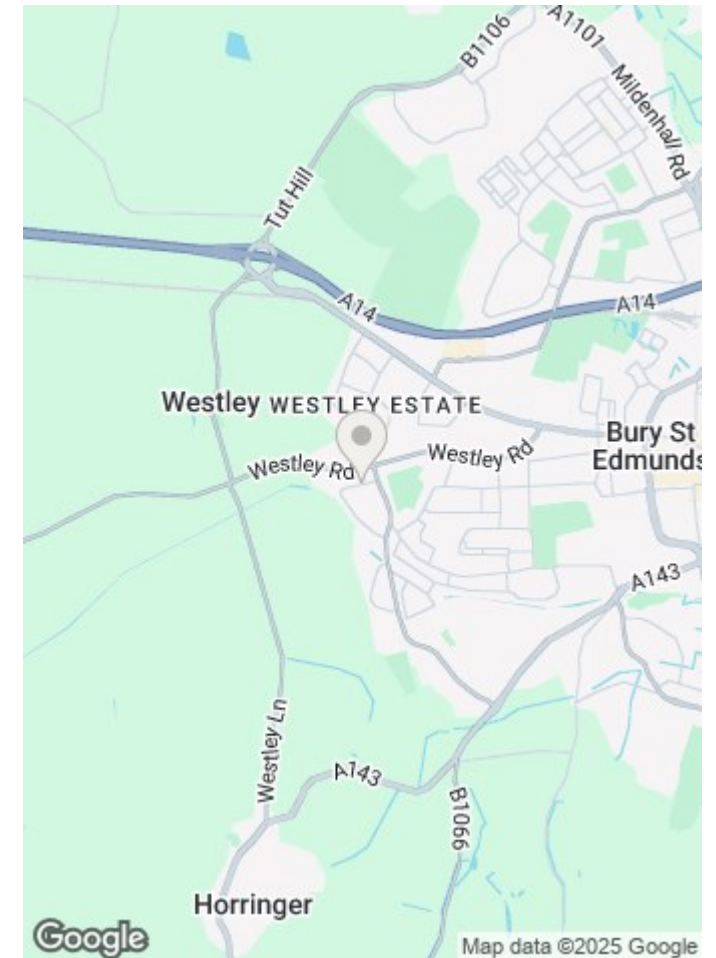 B1106
A1101
Mildenhall Rd
Tut Hill
A14
A14
Westley
WESTLEY ESTATE
Bury St
Edmunds
Westley Rd
Westley Rd
A143
Westley Ln
A143
B1066
Horringer
Google
Map data ©2025 Google